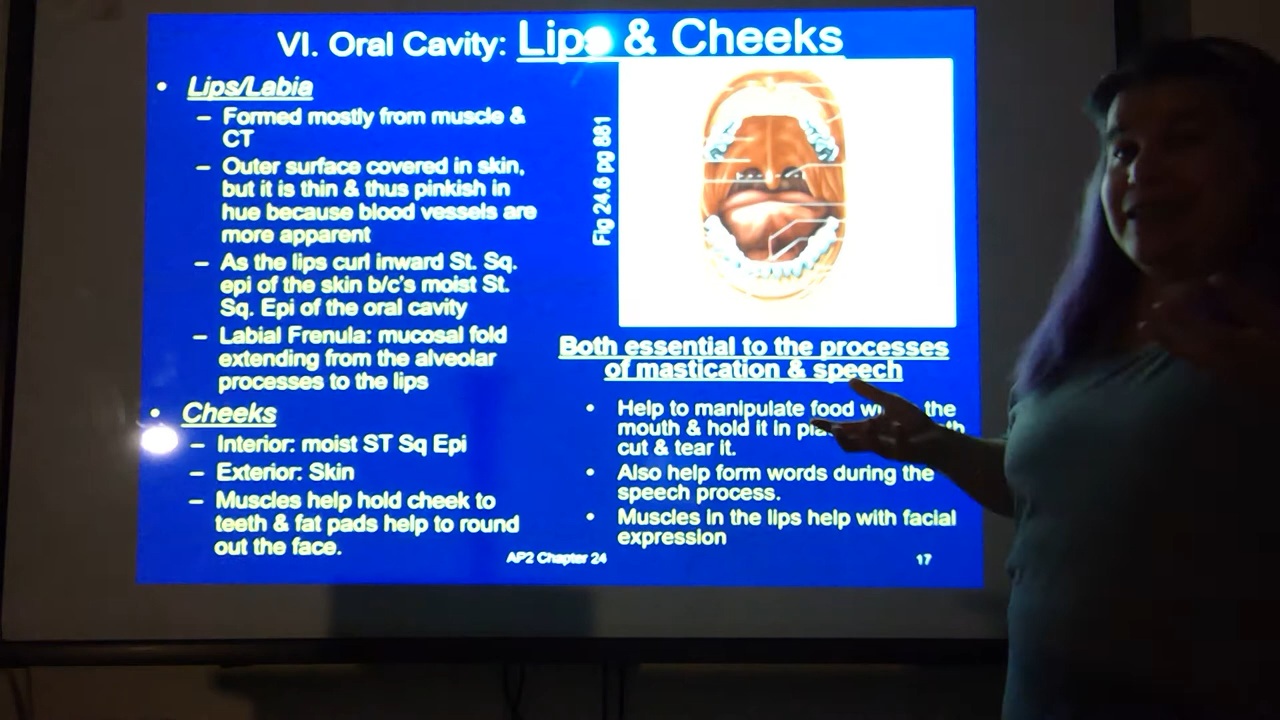 VI. Oral Cavity: Lips & Cheeks
• Lips/Labia
– Formed mostly from muscle &
CT
– Outer surface covered in skin,
but it is thin & thus pinkish in
hue because blood vessels are
more apparent
– As the lips curl inward St. Sq.
epi of the skin b/c's moist St.
Sq. Epi of the oral cavity
– Labial Frenula: mucosal fold
extending from the alveolar
processes to the lips
• Cheeks
– Interior: moist ST Sq Epi
– Exterior: Skin
– Muscles help hold cheek to
teeth & fat pads help to round
out the face.
Fig 24.6 pg 881
Both essential to the processes
of mastication & speech
• Help to manipulate food the
mouth & hold it in
cut & tear it.
• Also help form words during the
speech process.
• Muscles in the lips help with facial
expression
AP2 Chapter 24
17